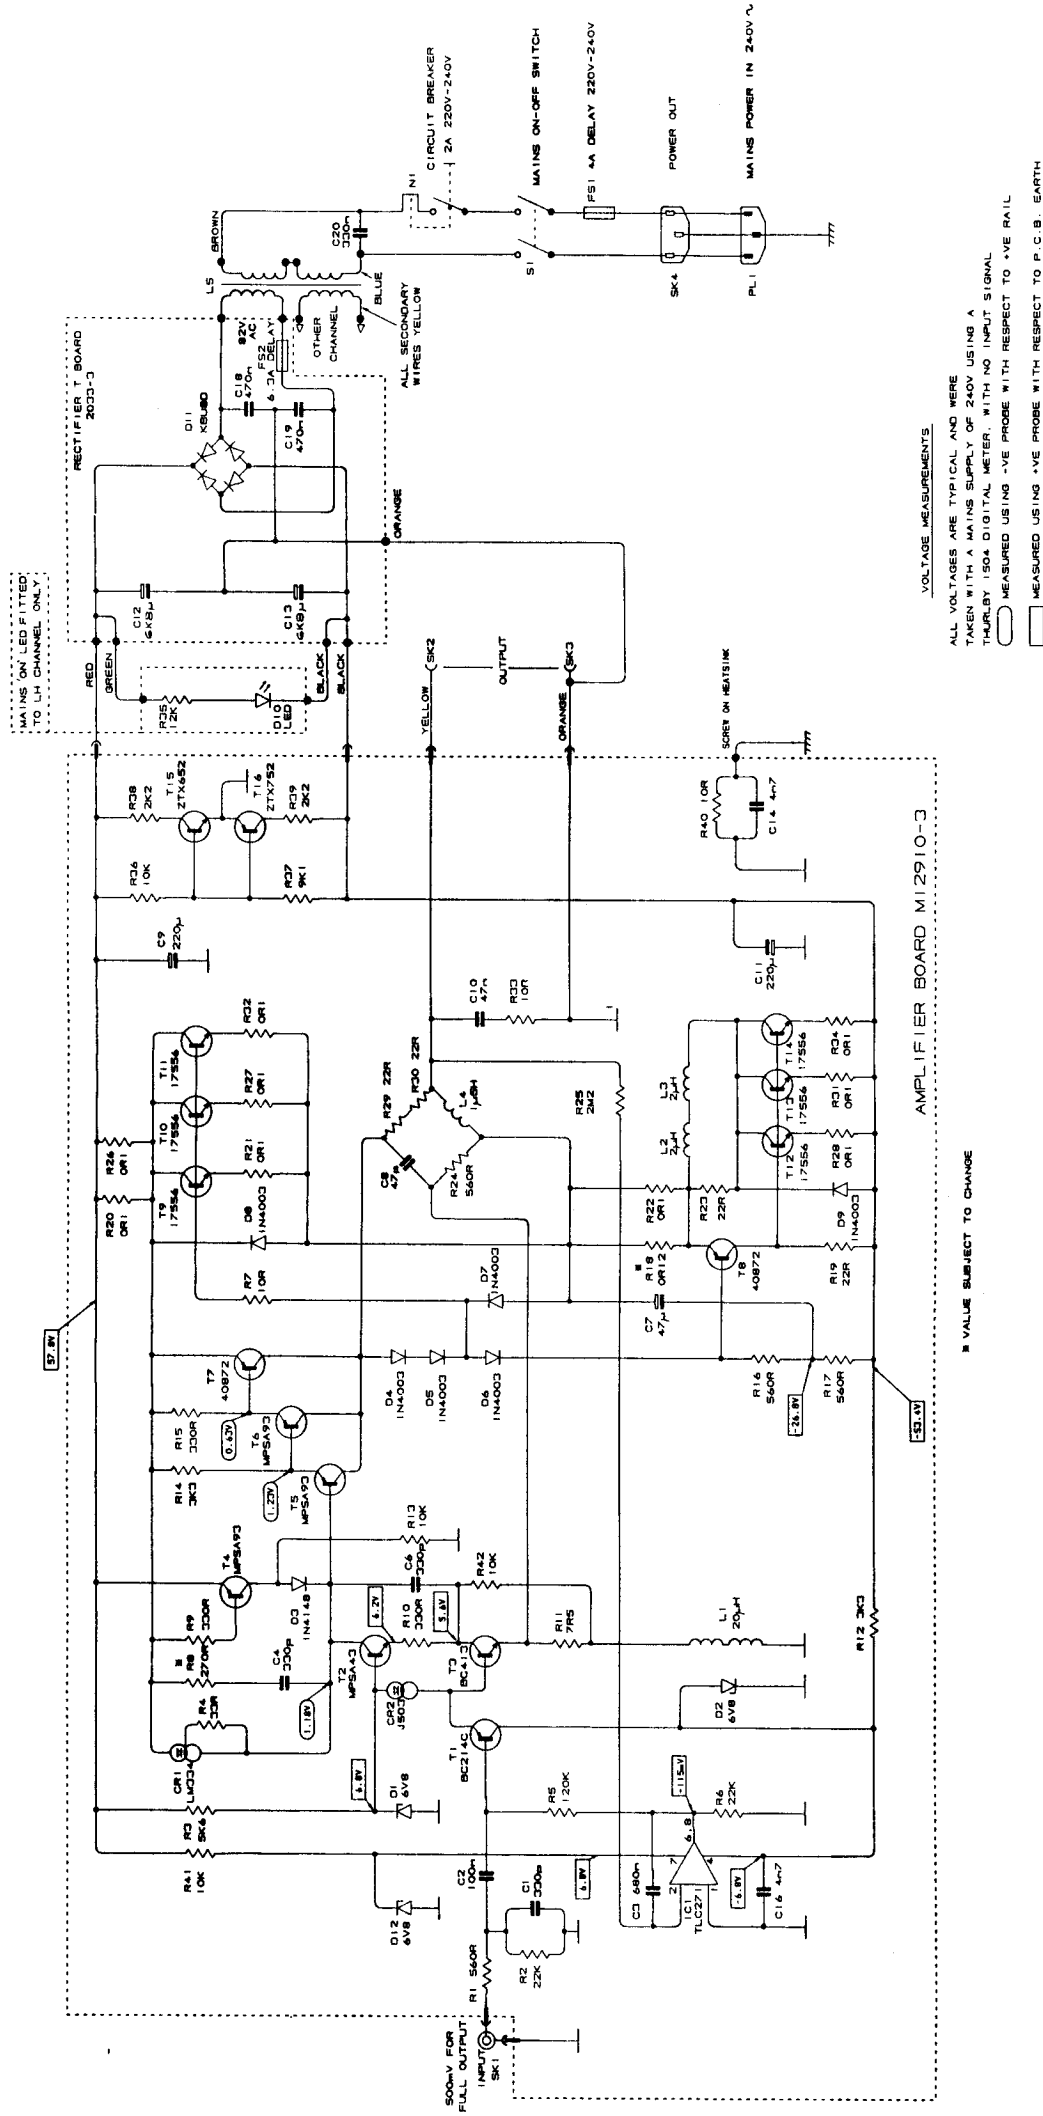 MAINS ON LED FITTED
TO LH CHANNEL ONLY
RECTIFIER T BOARD
2033-3
D11
KBU8D
C18
470n
C19
470n
82V
AC
FS2
6.3A DELAY
L5
BROWN
BLUE
OTHER
CHANNEL
ALL SECONDARY
WIRES YELLOW
C20
330n
N1
CIRCUIT BREAKER
2A 220V-240V
S1
MAINS ON-OFF SWITCH
FS1 4A DELAY 220V-240V
SK4
POWER OUT
PL1
MAINS POWER IN 240V~
C12
6K8µ
C13
6K8µ
ORANGE
RED
GREEN
BLACK
BLACK
R35
12K
D10
LED
YELLOW
SK2
OUTPUT
SK3
ORANGE
SCREW ON HEATSINK
R40 10R
C14 4n7
R38
2K2
T15
ZTX652
T16
ZTX752
R39
2K2
R36
10K
R37
9K1
C9
220µ
C11
220µ
C10
47n
R33
10R
R32
0R1
T11
17556
R27
0R1
T10
17556
R21
0R1
T9
17556
R26
0R1
R20
0R1
D8
1N4003
R7
10R
R29 22R
R30 22R
C8
47p
L4
R24
560R
R25
2M2
L3
2µH
L2
2µH
T14
17556
T13
17556
T12
17556
R34
0R1
R31
0R1
R28
0R1
R22
0R1
R23
22R
D9
1N4003
R18
0R12
T8
40872
R19
22R
D7
1N4003
C7
47µ
57.8V
T7
40872
D4
1N4003
D5
1N4003
D6
1N4003
R16
560R
R17
560R
-26.8V
-53.4V
R15
330R
0.63V
T6
MPSA93
R14
3K3
1.23V
T5
MPSA93
T4
MPSA93
R9
330R
R8
270R
D3
1N4148
C4
330p
R4
33R
CR1
LM334
1.18V
R13
10K
C6
330p
R42
10K
6.2V
R10
330R
5.6V
T2
MPSA43
T3
BC413
CR2
J503
R11
7R5
L1
20µH
R12 3K3
D2
6V8
T1
BC214C
R3
5K6
R41
10K
6.8V
D1
6V8
D12
6V8
C2
100n
C1
330p
R1 560R
R2
22K
R5
120K
R6
22K
-115mV
6.8V
C3 680n
IC1
TLC271
2
7
6.8
4
1
-6.8V
C16 4n7
500mV FOR
FULL OUTPUT
INPUT
SK1
AMPLIFIER BOARD M12910-3
VALUE SUBJECT TO CHANGE
VOLTAGE MEASUREMENTS
ALL VOLTAGES ARE TYPICAL AND WERE
TAKEN WITH A MAINS SUPPLY OF 240V USING A
THURLBY 1504 DIGITAL METER, WITH NO INPUT SIGNAL
MEASURED USING -VE PROBE WITH RESPECT TO +VE RAIL
MEASURED USING +VE PROBE WITH RESPECT TO P.C.B. EARTH